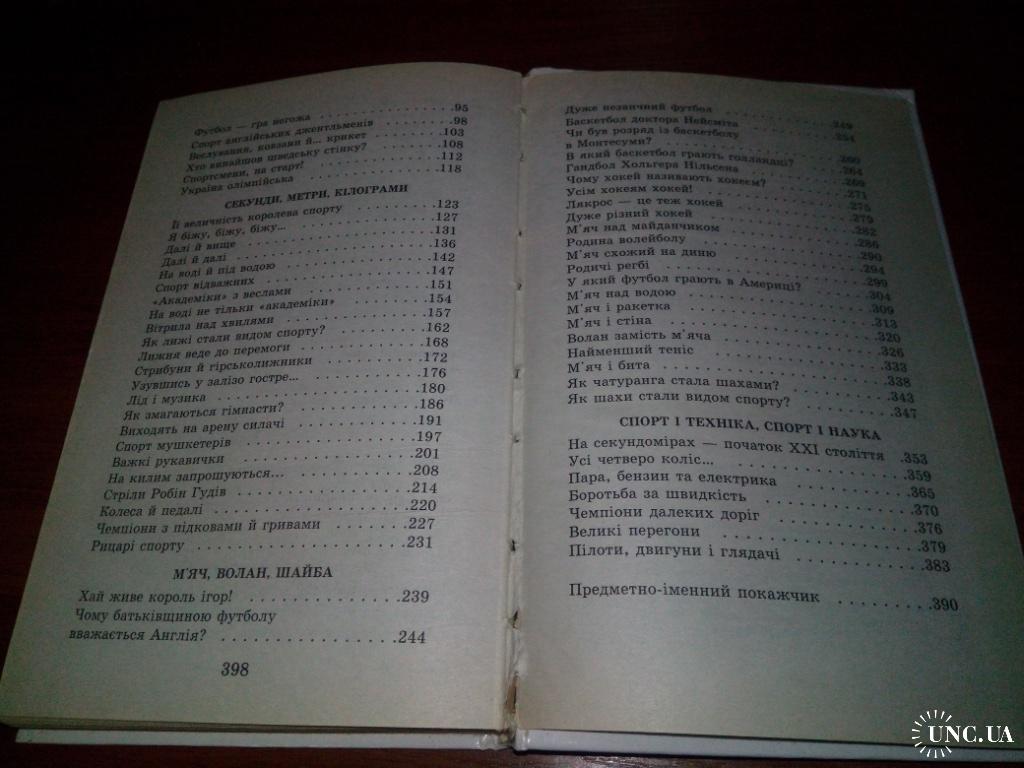 Футбол — гра негожа 95
Спорт англійських джентльменів 98
Веслування, ковзани й... крикет 103
Хто винайшов шведську стінку? 108
Спортсмени, на старт! 112
Україна олімпійська 118
СЕКУНДИ, МЕТРИ, КІЛОГРАМИ
Її величність королева спорту 123
Я біжу, біжу, біжу... 127
Далі й вище 131
Далі й далі 136
На воді й під водою 142
Спорт відважних 147
«Академіки» з веслами 151
На воді не тільки «академіки» 154
Вітрила над хвилями 157
Як лижі стали видом спорту? 162
Лижня веде до перемоги 168
Стрибуни й гірськолижники 172
Узувшись у залізо гостре... 176
Лід і музика 180
Як змагаються гімнасти? 186
Виходять на арену силачі 191
Спорт мушкетерів 197
Важкі рукавички 201
На килим запрошуються... 208
Стріли Робін Гудів 214
Колеса й педалі 220
Чемпіони з підковами й гривами 227
Рицарі спорту 231
М'ЯЧ, ВОЛАН, ШАЙБА
Хай живе король ігор! 239
Чому батьківщиною футболу
вважається Англія? 244
398
Дуже незвичний футбол 249
Баскетбол доктора Нейсміта 254
Чи був розряд із баскетболу
в Монтесуми? 260
В який баскетбол грають голландці? 264
Гандбол Хольгера Нільсена 269
Чому хокей називають хокеєм? 271
Усім хокеям хокей! 275
Лякрос — це теж хокей 279
Дуже різний хокей 282
М'яч над майданчиком 286
Родина волейболу 290
М'яч схожий на диню 294
Родичі регбі 299
У який футбол грають в Америці? 304
М'яч над водою 309
М'яч і ракетка 313
М'яч і стіна 320
Волан замість м'яча 326
Найменший теніс 333
М'яч і бита 338
Як чатуранга стала шахами? 343
Як шахи стали видом спорту? 347
СПОРТ І ТЕХНІКА, СПОРТ І НАУКА
На секундомірах — початок XXI століття 353
Усі четверо коліс... 359
Пара, бензин та електрика 365
Боротьба за швидкість 370
Чемпіони далеких доріг 376
Великі перегони 379
Пілоти, двигуни і глядачі 383
Предметно-іменний покажчик 390
UNC.UA